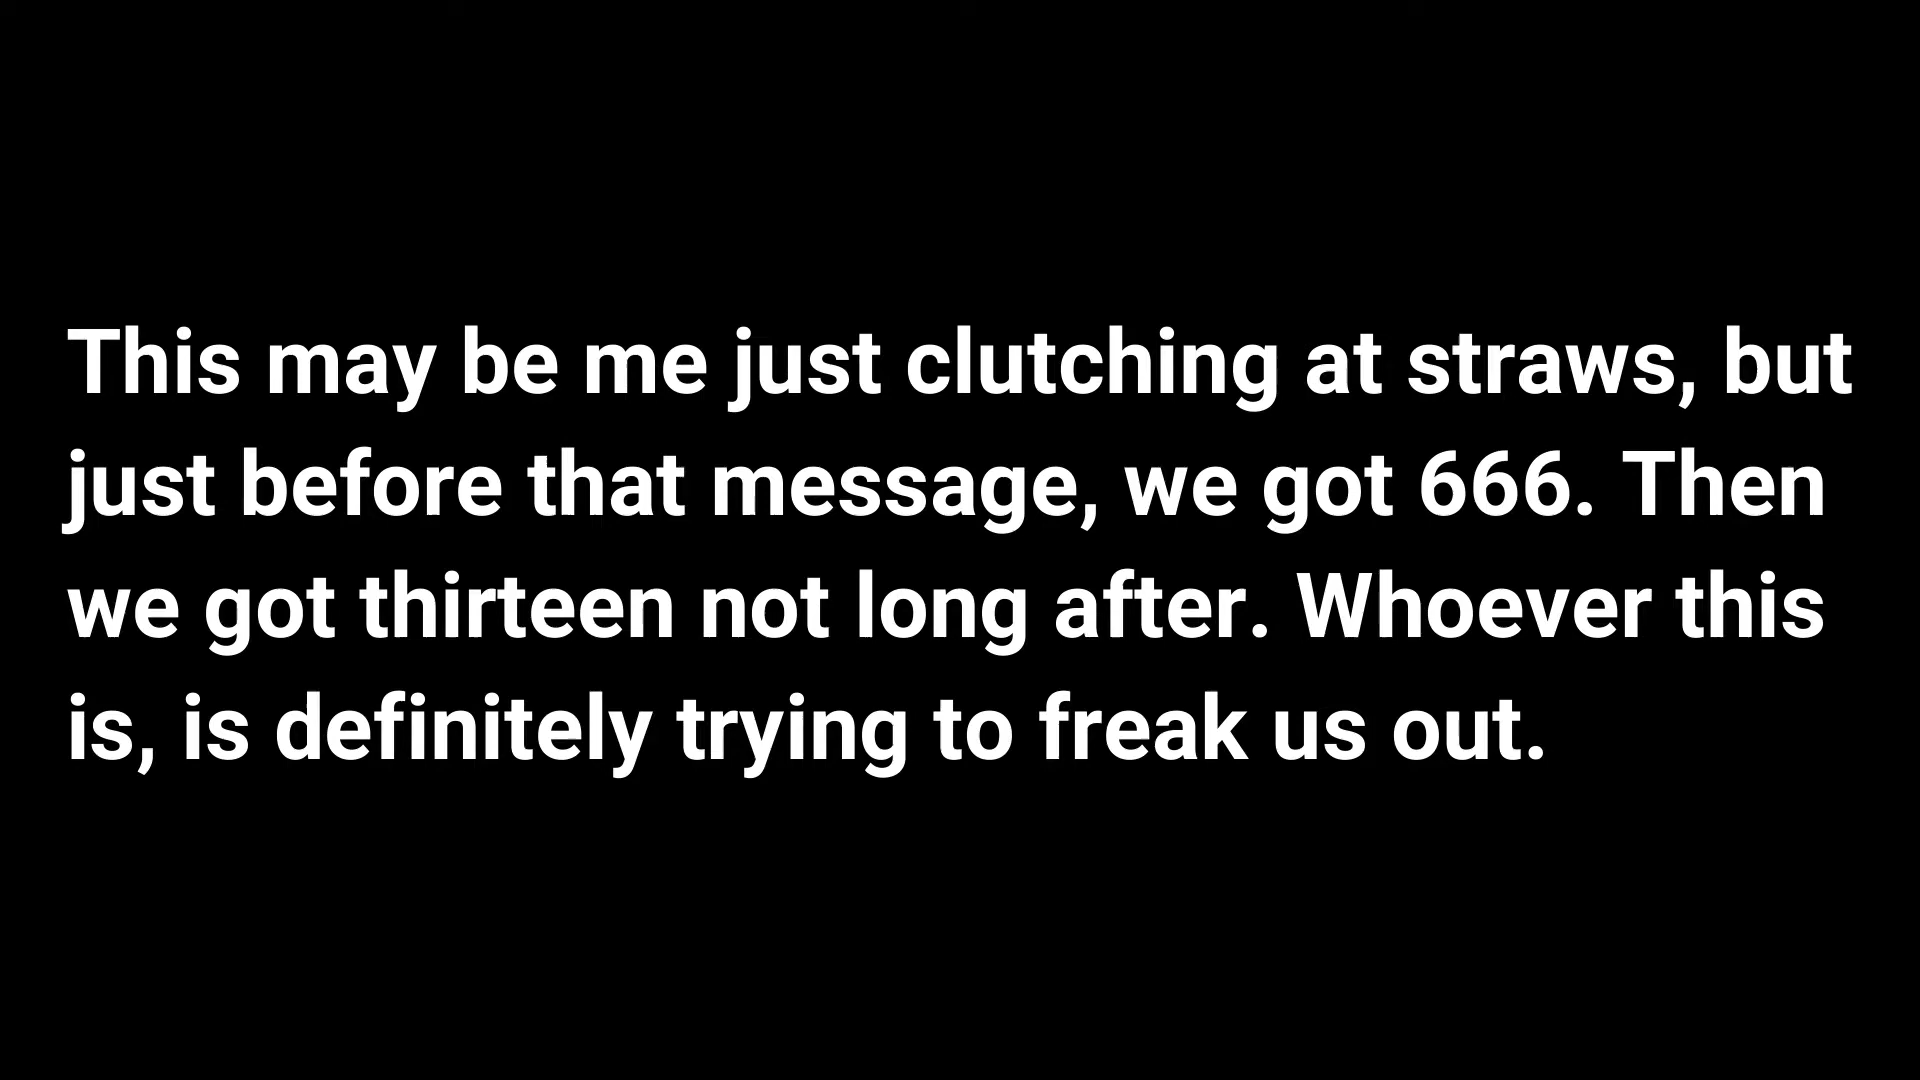 This may be me just clutching at straws, but
just before that message, we got 666. Then
we got thirteen not long after. Whoever this
is, is definitely trying to freak us out.